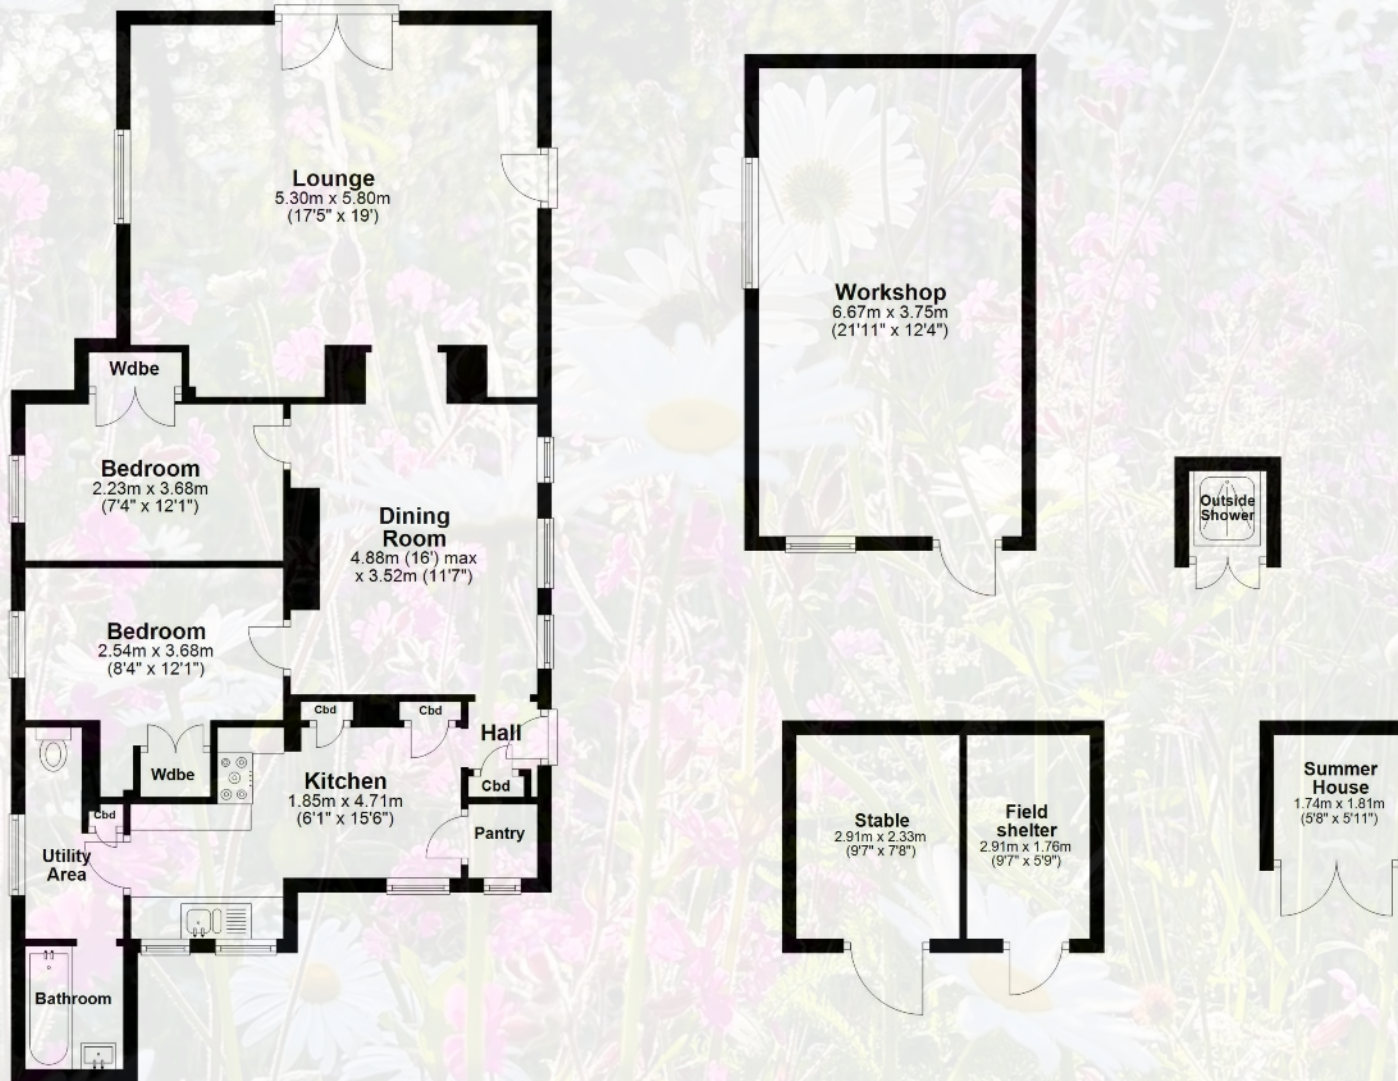 Lounge
5.30m x 5.80m
(17'5" x 19')
Wdbe
Bedroom
2.23m x 3.68m
(7'4" x 12'1")
Dining
Room
4.88m (16') max
x 3.52m (11'7")
Bedroom
2.54m x 3.68m
(8'4" x 12'1")
Cbd
Cbd
Hall
Wdbe
Kitchen
1.85m x 4.71m
(6'1" x 15'6")
Cbd
Cbd
Pantry
Utility
Area
Bathroom
Workshop
6.67m x 3.75m
(21'11" x 12'4")
Outside
Shower
Stable
2.91m x 2.33m
(9'7" x 7'8")
Field
shelter
2.91m x 1.76m
(9'7" x 5'9")
Summer
House
1.74m x 1.81m
(5'8" x 5'11")